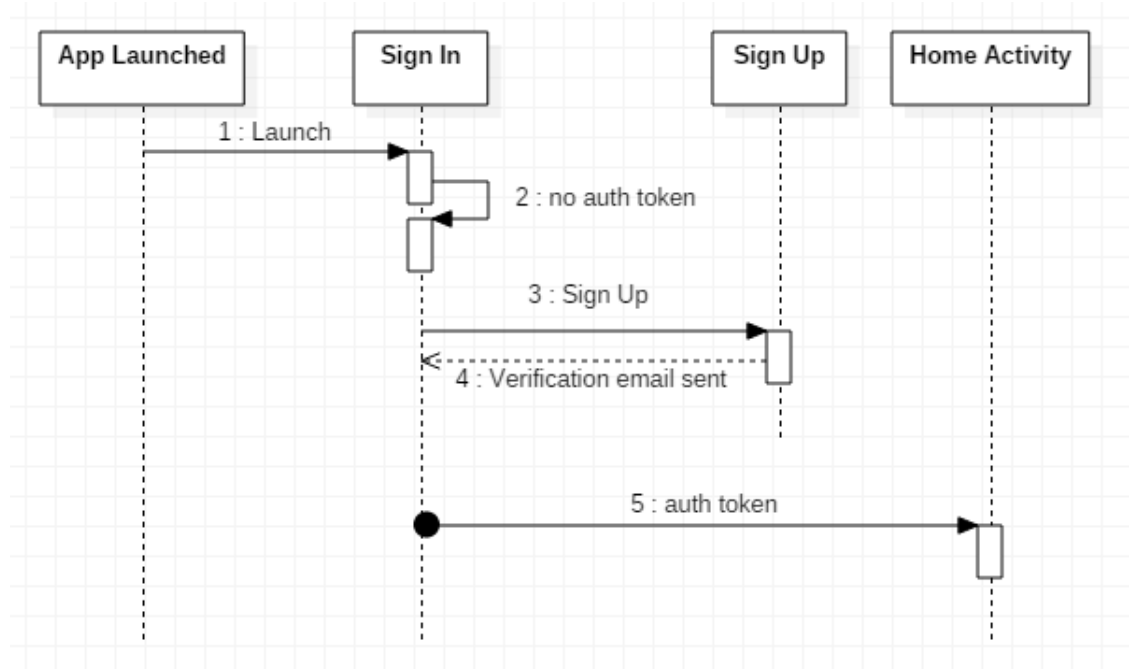 App Launched
Sign In
Sign Up
Home Activity
1 : Launch
2 : no auth token
3 : Sign Up
4 : Verification email sent
5 : auth token